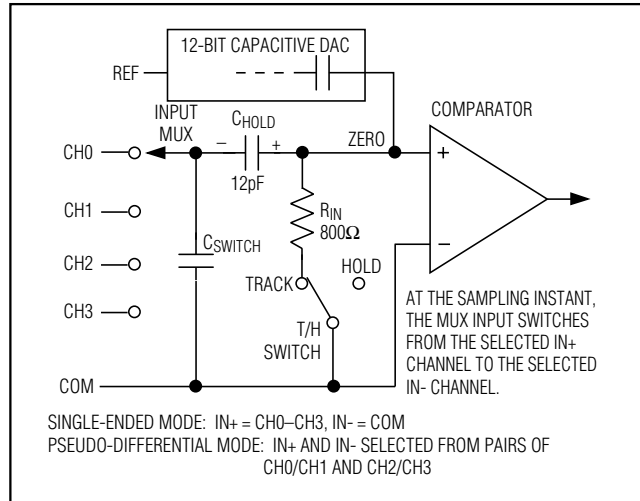 12-BIT CAPACITIVE DAC
REF
COMPARATOR
INPUT
MUX
C_HOLD
ZERO
− +
+
CH0
12pF
R_IN
800Ω
CH1
C_SWITCH
−
CH2
HOLD
TRACK
CH3
T/H
SWITCH
AT THE SAMPLING INSTANT,
THE MUX INPUT SWITCHES
FROM THE SELECTED IN+
CHANNEL TO THE SELECTED
IN- CHANNEL.
COM
SINGLE-ENDED MODE: IN+ = CH0–CH3, IN- = COM
PSEUDO-DIFFERENTIAL MODE: IN+ AND IN- SELECTED FROM PAIRS OF
CH0/CH1 AND CH2/CH3